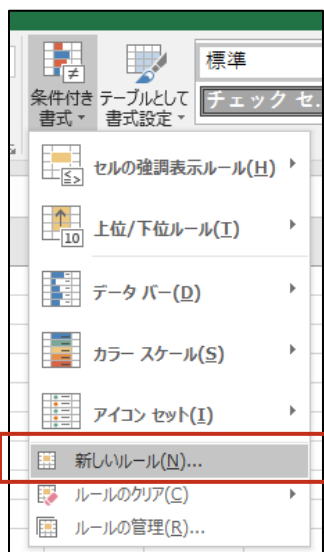 標準
条件付き 書式
テーブルとして 書式設定
チェック セ.
セルの強調表示ルール(H)
上位/下位ルール(T)
10
データ バー(D)
カラー スケール(S)
アイコン セット(I)
新しいルール(N)...
ルールのクリア(C)
ルールの管理(R)...